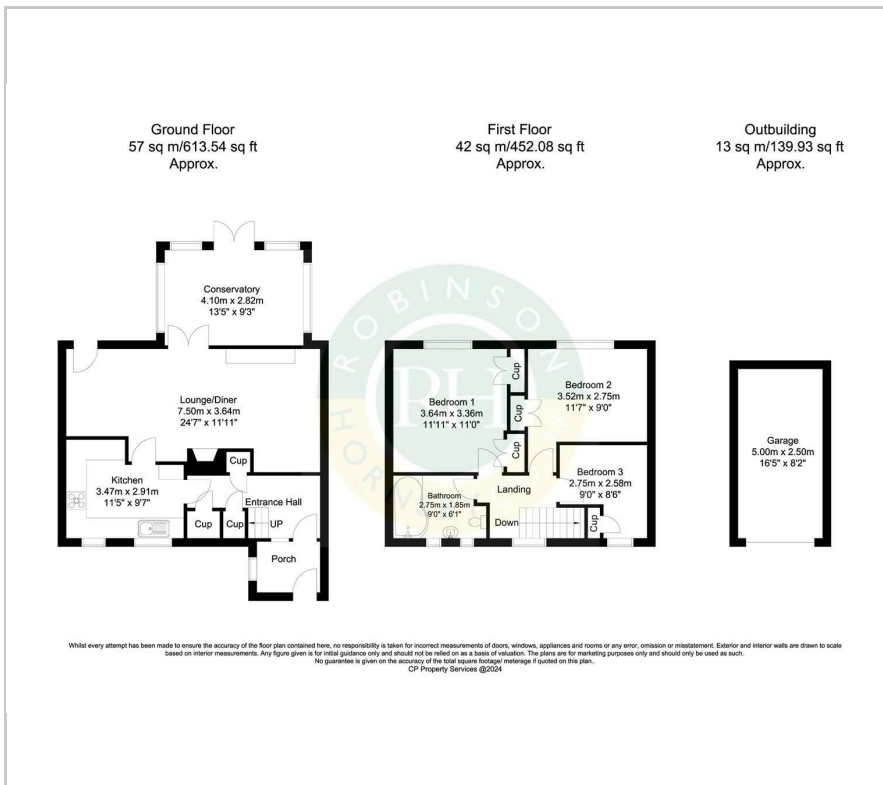 Ground Floor
57 sq m/613.54 sq ft
Approx.
First Floor
42 sq m/452.08 sq ft
Approx.
Outbuilding
13 sq m/139.93 sq ft
Approx.
Conservatory
4.10m x 2.82m
13'5" x 9'3"
Lounge/Diner
7.50m x 3.64m
24'7" x 11'11"
Kitchen
3.47m x 2.91m
11'5" x 9'7"
Cup
Cup
Cup
Entrance Hall
UP
Porch
ROBINSON
PH
HORN
Bedroom 1
3.64m x 3.36m
11'11" x 11'0"
Cup
Cup
Cup
Bedroom 2
3.52m x 2.75m
11'7" x 9'0"
Bedroom 3
2.75m x 2.58m
9'0" x 8'6"
Bathroom
2.75m x 1.85m
9'0" x 6'1"
Landing
Down
Cup
Garage
5.00m x 2.50m
16'5" x 8'2"
Whilst every attempt has been made to ensure the accuracy of the floor plan contained here, no responsibility is taken for incorrect measurements of doors, windows, appliances and rooms or any error, omission or misstatement. Exterior and interior walls are drawn to scale
based on interior measurements. Any figure given is for initial guidance only and should not be relied on as a basis of valuation. The plans are for marketing purposes only and should only be used as such.
No guarantee is given on the accuracy of the total square footage/ meterage if quoted on this plan..
CP Property Services @2024